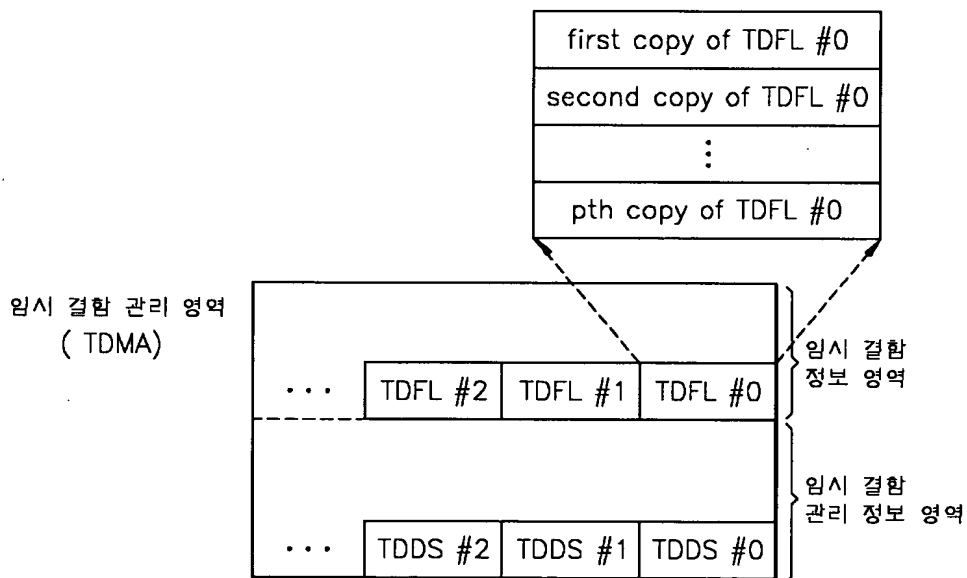 first copy of TDFL #0
second copy of TDFL #0
⋮
pth copy of TDFL #0
임시 결함 관리 영역
( TDMA)
임시 결함
정보 영역
··· TDFL #2 TDFL #1 TDFL #0
임시 결함
관리 정보 영역
··· TDDS #2 TDDS #1 TDDS #0